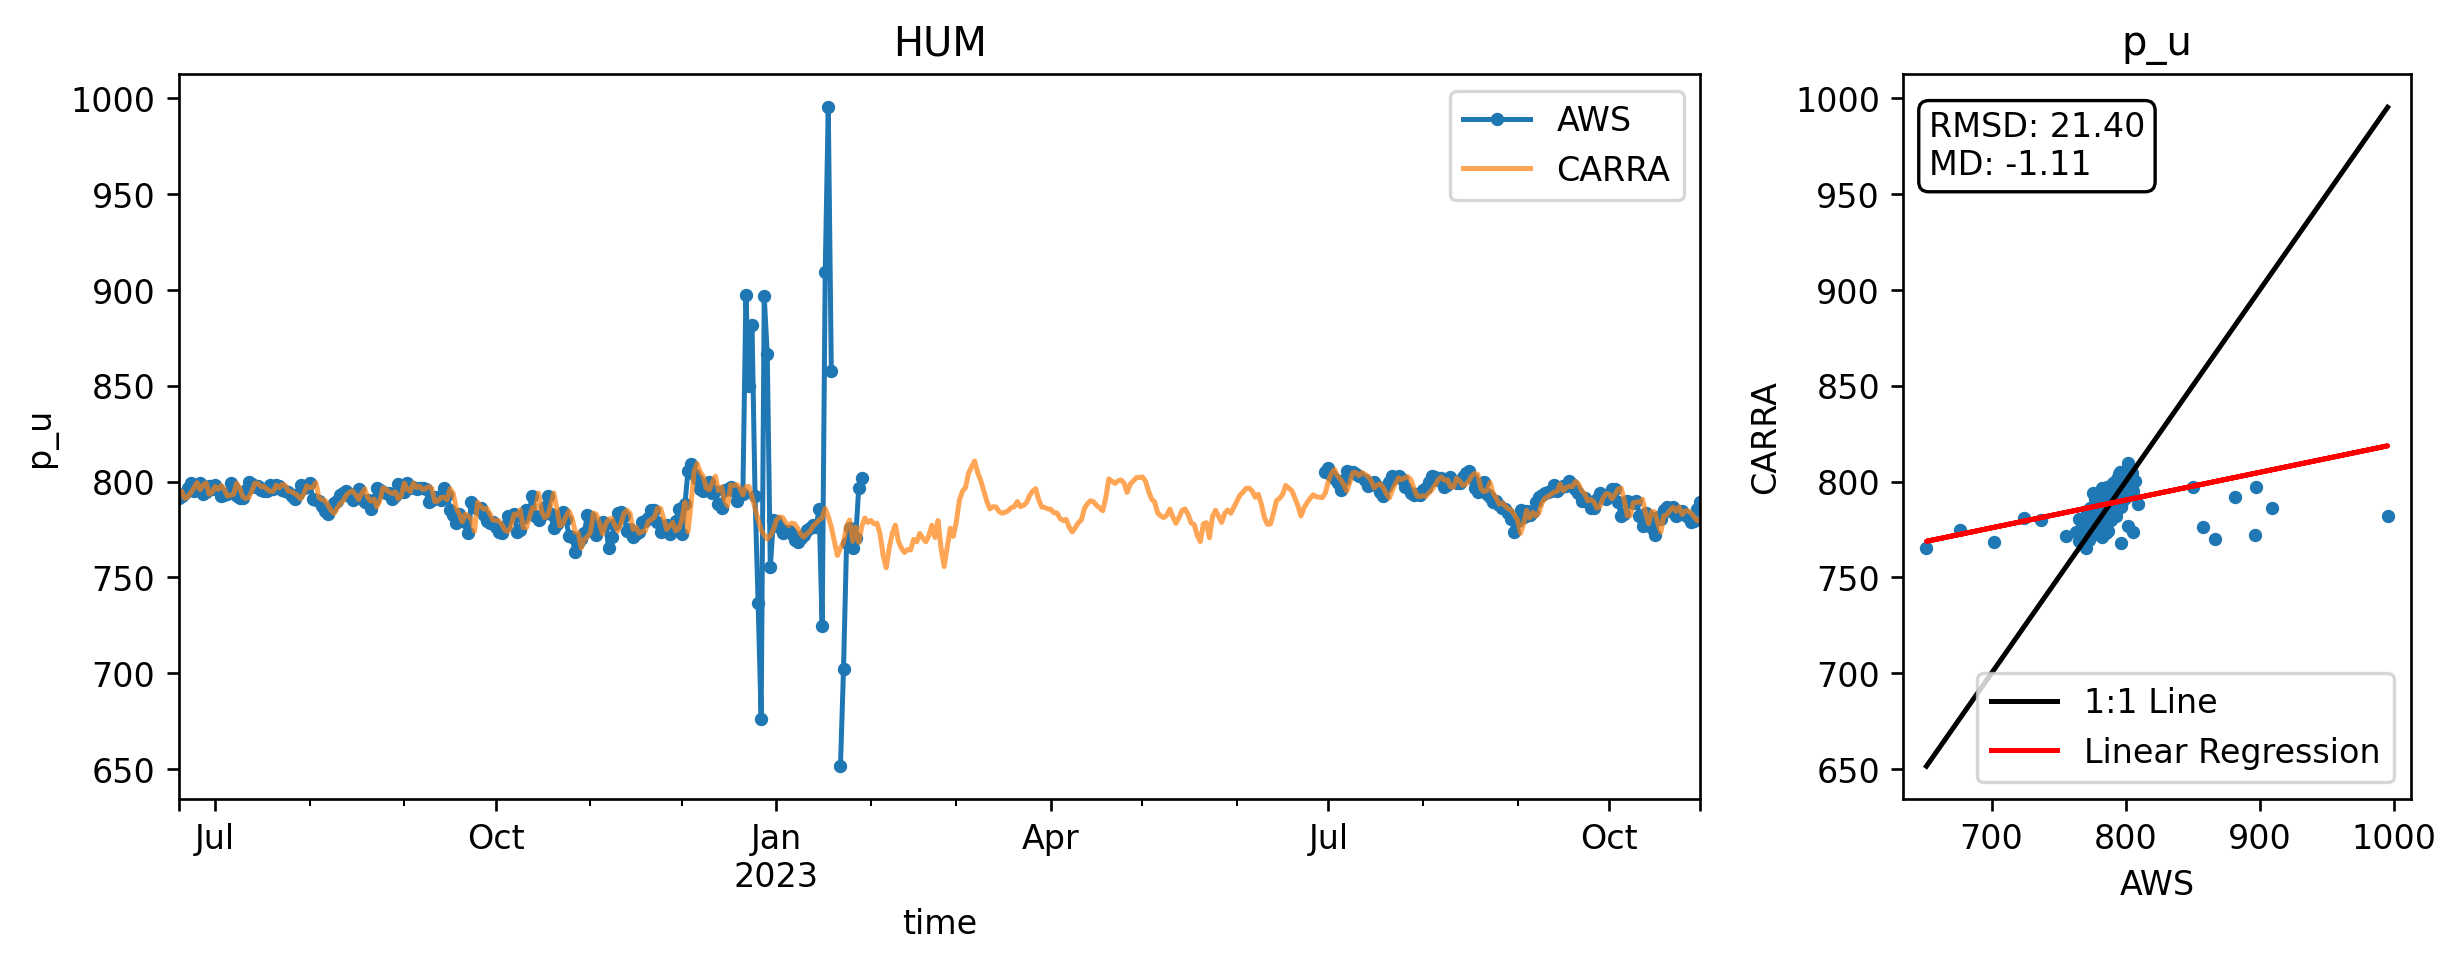 HUM
1000
950
900
850
800
750
700
650
p_u
AWS
CARRA
Jul
Oct
Jan
2023
Apr
Jul
Oct
time
p_u
RMSD: 21.40
MD: -1.11
1000
950
900
850
800
750
700
650
CARRA
1:1 Line
Linear Regression
700
800
900
1000
AWS